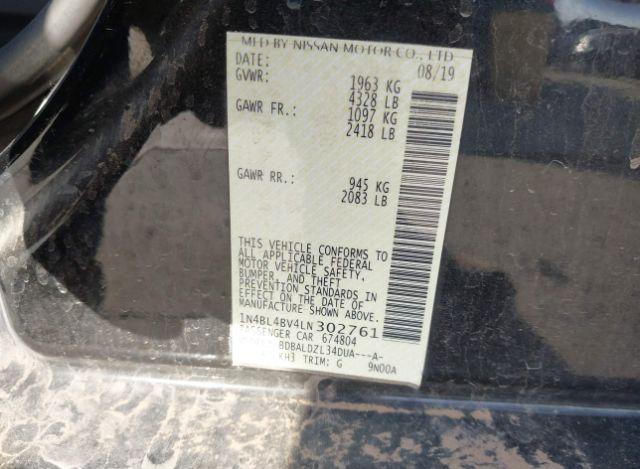 MFD BY NISSAN MOTOR CO., LTD
DATE: 08/19
GVWR: 1963 KG
4328 LB
GAWR FR.: 1097 KG
2418 LB
GAWR RR.: 945 KG
2083 LB
THIS VEHICLE CONFORMS TO
ALL APPLICABLE FEDERAL
MOTOR VEHICLE SAFETY,
BUMPER, AND THEFT
PREVENTION STANDARDS IN
EFFECT ON THE DATE OF
MANUFACTURE SHOWN ABOVE.
1N4BL4BV4LN302761
PASSENGER CAR 674804
BDBALDZL34DUA---A-
KH3 TRIM: G 9N00A